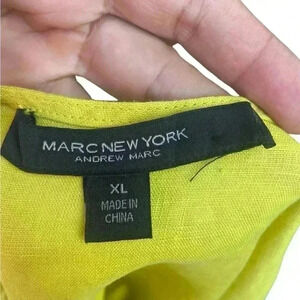 MARC NEW YORK
ANDREW MARC
XL
MADE IN
CHINA